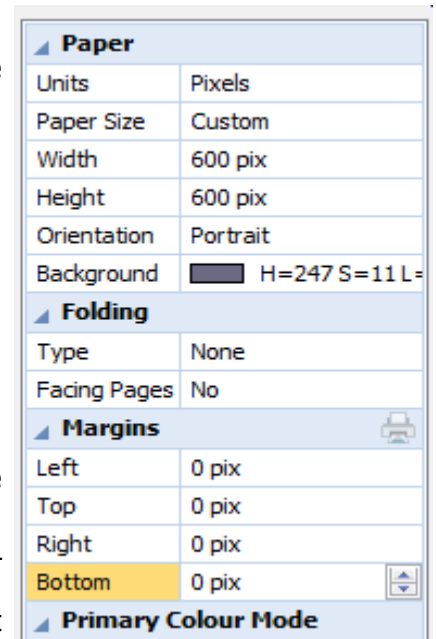 Paper
Units Pixels
Paper Size Custom
Width 600 pix
Height 600 pix
Orientation Portrait
Background H=247 S=11 L=
Folding
Type None
Facing Pages No
Margins
Left 0 pix
Top 0 pix
Right 0 pix
Bottom 0 pix
Primary Colour Mode